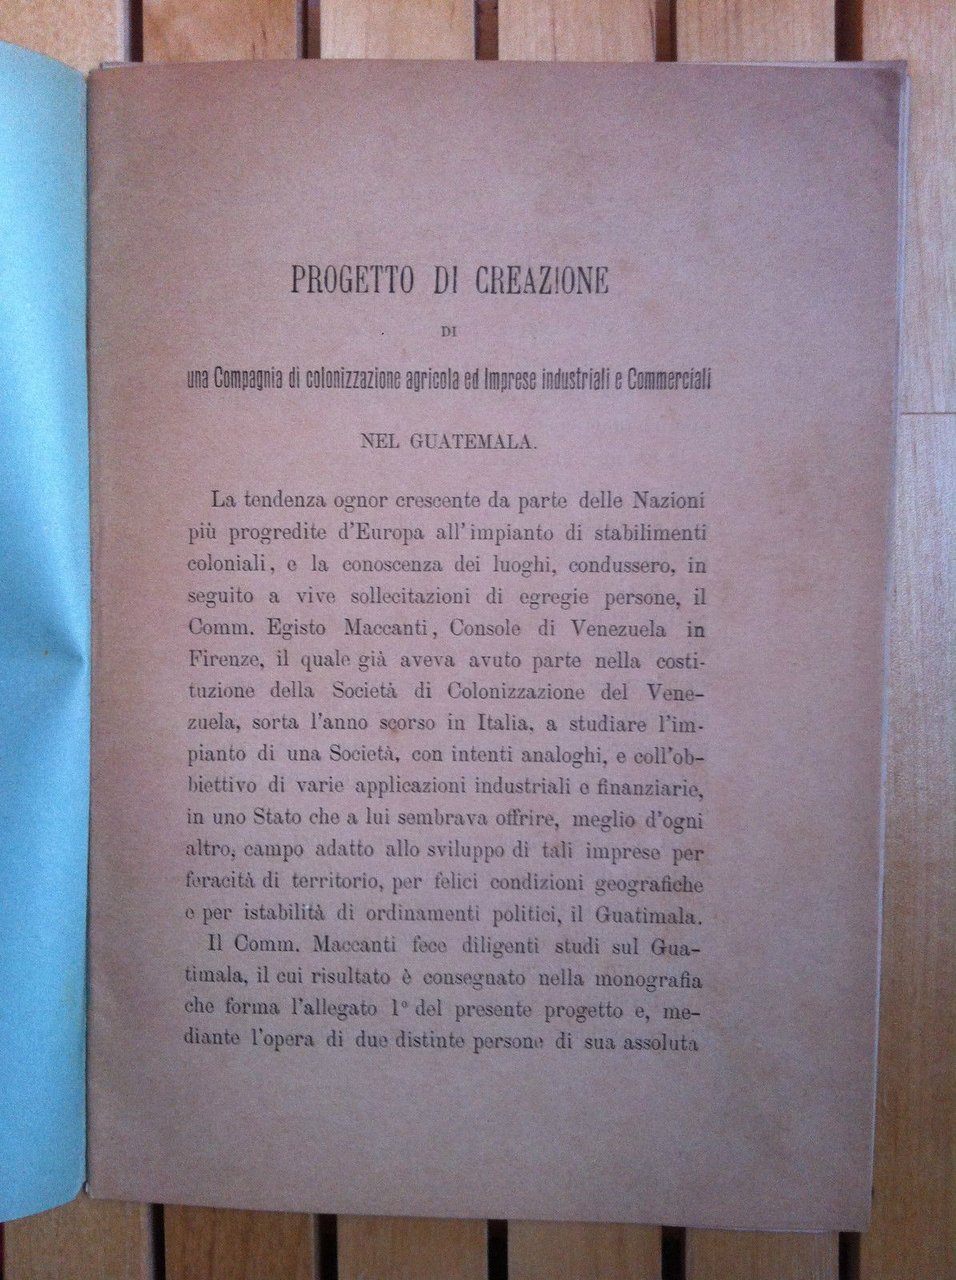 PROGETTO DI CREAZIONE
DI
una Compagnia di colonizzazione agricola ed Imprese industriali e Commerciali
NEL GUATEMALA.
La tendenza ognor crescente da parte delle Nazioni
più progredite d'Europa all'impianto di stabilimenti
coloniali, e la conoscenza dei luoghi, condussero, in
seguito a vive sollecitazioni di egregie persone, il
Comm. Egisto Maccanti, Console di Venezuela in
Firenze, il quale già aveva avuto parte nella costi-
tuzione della Società di Colonizzazione del Vene-
zuela, sorta l'anno scorso in Italia, a studiare l'im-
pianto di una Società, con intenti analoghi, e coll'ob-
biettivo di varie applicazioni industriali e finanziarie,
in uno Stato che a lui sembrava offrire, meglio d'ogni
altro, campo adatto allo sviluppo di tali imprese per
feracità di territorio, per felici condizioni geografiche
e per istabilità di ordinamenti politici, il Guatimala.
Il Comm. Maccanti fece diligenti studi sul Gua-
timala, il cui risultato è consegnato nella monografia
che forma l'allegato 1° del presente progetto e, me-
diante l'opera di due distinte persone di sua assoluta